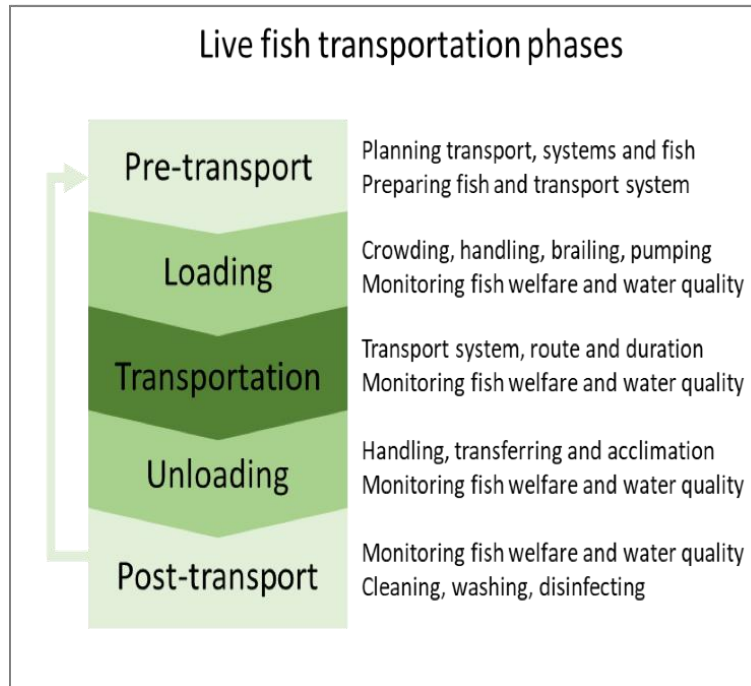 Live fish transportation phases
Pre-transport
Planning transport, systems and fish
Preparing fish and transport system
Loading
Crowding, handling, brailing, pumping
Monitoring fish welfare and water quality
Transportation
Transport system, route and duration
Monitoring fish welfare and water quality
Unloading
Handling, transferring and acclimation
Monitoring fish welfare and water quality
Post-transport
Monitoring fish welfare and water quality
Cleaning, washing, disinfecting